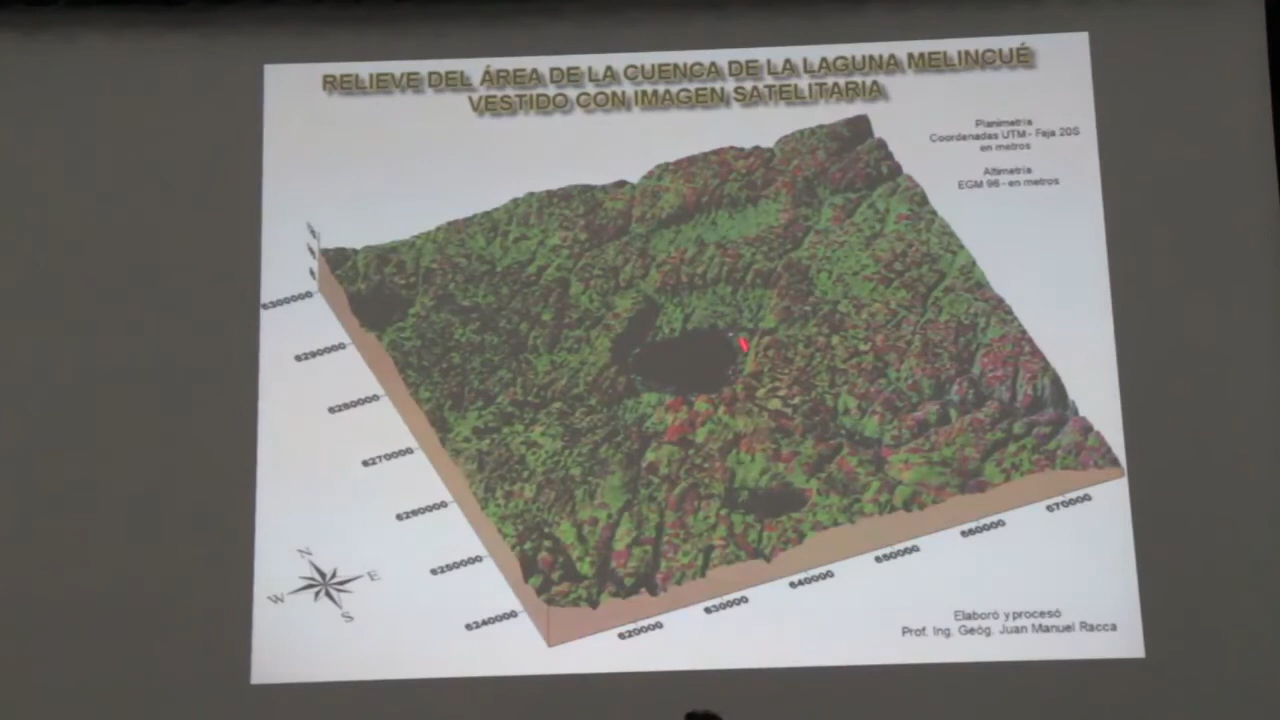 RELIEVE DEL ÁREA DE LA CUENCA DE LA LAGUNA MELINCUÉ
VESTIDO CON IMAGEN SATELITARIA
Planimetría
Coordenadas UTM - Faja 20S
en metros
Altimetría
EGM 96 - en metros
6300000
6290000
6280000
6270000
6260000
6250000
6240000
620000
630000
640000
650000
660000
670000
N
W
E
S
Elaboró y procesó
Prof. Ing. Geóg. Juan Manuel Racca